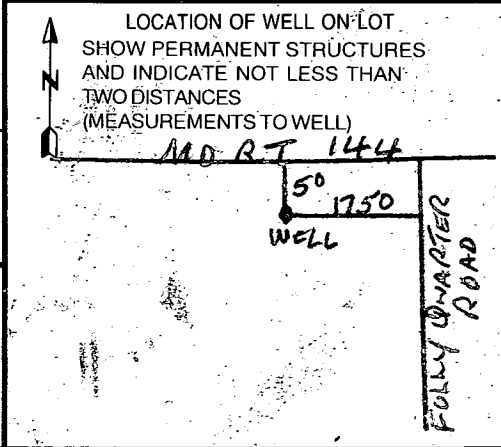 LOCATION OF WELL ON LOT
SHOW PERMANENT STRUCTURES
AND INDICATE NOT LESS THAN
TWO DISTANCES
(MEASUREMENTS TO WELL)
N
MD RT 144
50
1750
WELL
FOLLY QUARTER
ROAD